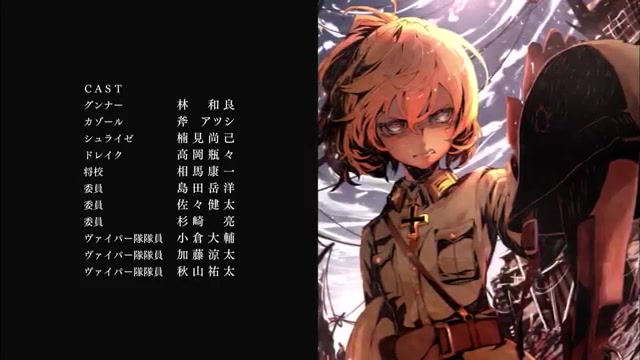 CAST
グンナー 林 和良
カゾール 斧 アツシ
シュライゼ 楠見尚己
ドレイク 高岡瓶々
将校 相馬康一
委員 島田岳洋
委員 佐々健太
委員 杉崎 亮
ヴァイパー隊隊員 小倉大輔
ヴァイパー隊隊員 加藤涼太
ヴァイパー隊隊員 秋山祐太